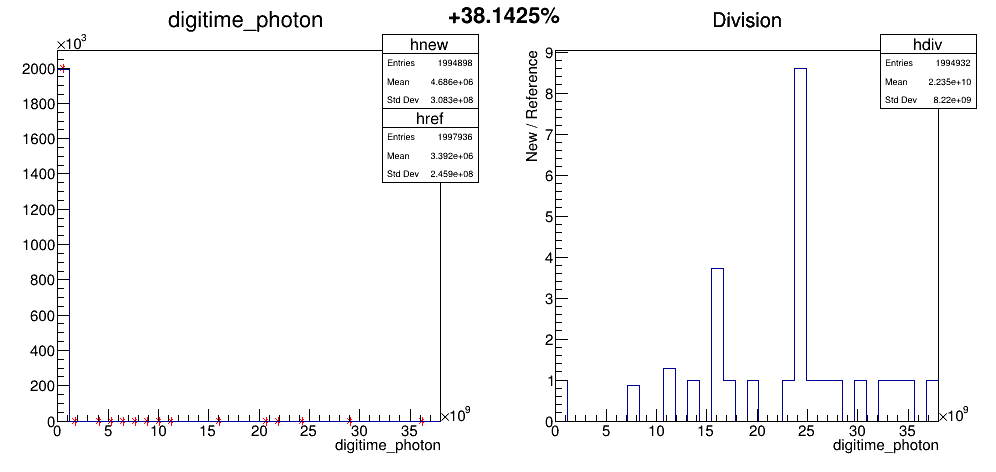 digitime_photon
+38.1425%
Division
×10³
hnew
Entries 1994898
Mean 4.686e+06
Std Dev 3.083e+08
href
Entries 1997936
Mean 3.392e+06
Std Dev 2.459e+08
2000
1800
1600
1400
1200
1000
800
600
400
200
0
0 5 10 15 20 25 30 35 ×10⁹
digitime_photon
hdiv
Entries 1994932
Mean 2.235e+10
Std Dev 8.22e+09
New / Reference
9
8
7
6
5
4
3
2
1
0
0 5 10 15 20 25 30 35 ×10⁹
digitime_photon